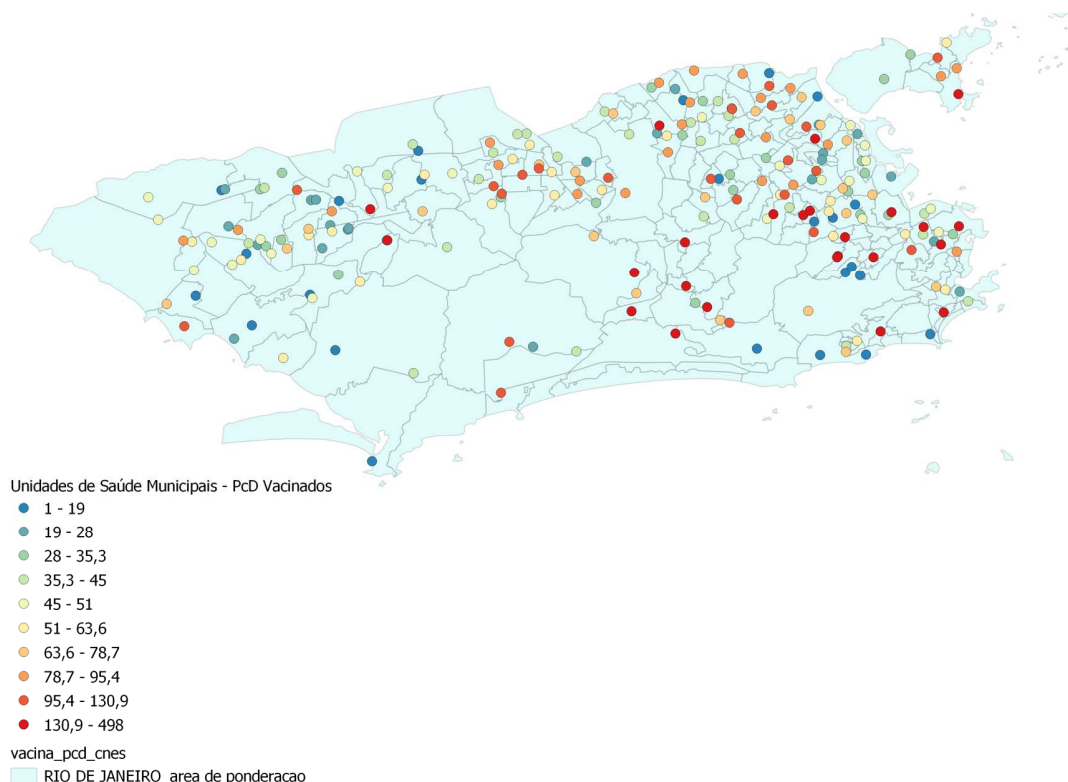 Unidades de Saúde Municipais - PcD Vacinados
1 - 19
19 - 28
28 - 35,3
35,3 - 45
45 - 51
51 - 63,6
63,6 - 78,7
78,7 - 95,4
95,4 - 130,9
130,9 - 498
vacina_pcd_cnes
RIO DE JANEIRO_area de ponderacao